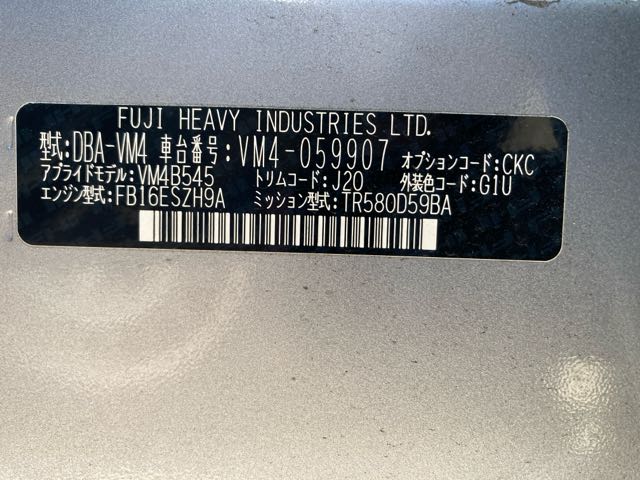 FUJI HEAVY INDUSTRIES LTD.
型式:DBA-VM4 車台番号:VM4-059907 オプションコード:CKC
アプライドモデル:VM4B545 トリムコード:J20 外装色コード:G1U
エンジン型式:FB16ESZH9A ミッション型式:TR580D59BA